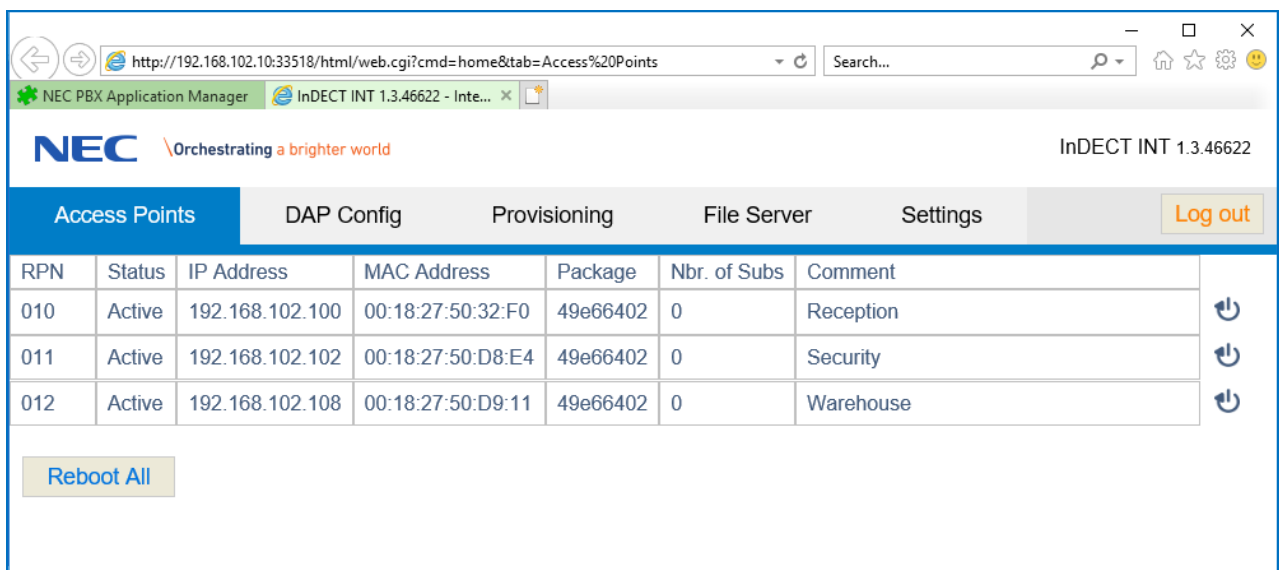 http://192.168.102.10:33518/html/web.cgi?cmd=home&tab=Access%20Points Search...
NEC PBX Application Manager InDECT INT 1.3.46622 - Inte...
NEC \Orchestrating a brighter world InDECT INT 1.3.46622
Access Points DAP Config Provisioning File Server Settings Log out
RPN Status IP Address MAC Address Package Nbr. of Subs Comment
010 Active 192.168.102.100 00:18:27:50:32:F0 49e66402 0 Reception
011 Active 192.168.102.102 00:18:27:50:D8:E4 49e66402 0 Security
012 Active 192.168.102.108 00:18:27:50:D9:11 49e66402 0 Warehouse
Reboot All